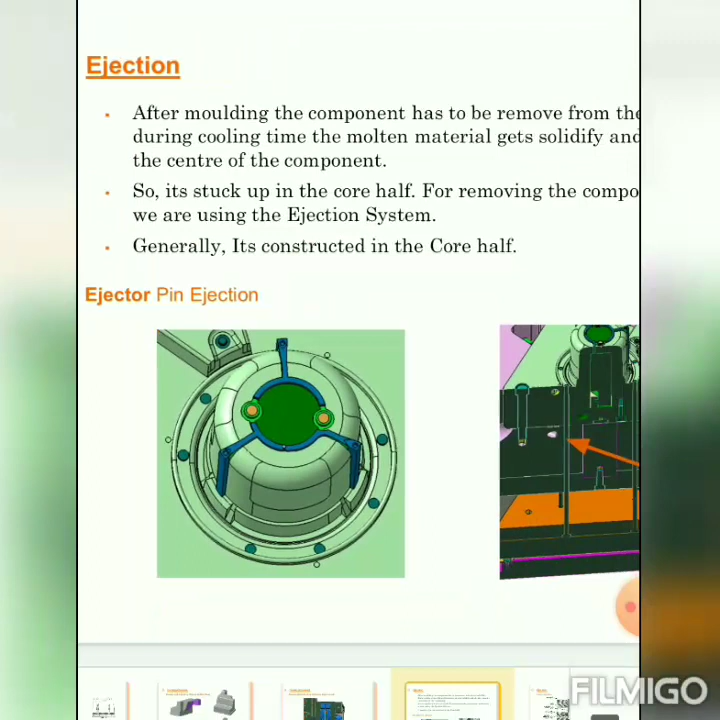 Ejection
After moulding the component has to be remove from the
during cooling time the molten material gets solidify and
the centre of the component.
So, its stuck up in the core half. For removing the compo
we are using the Ejection System.
Generally, Its constructed in the Core half.
Ejector Pin Ejection
FILMIGO